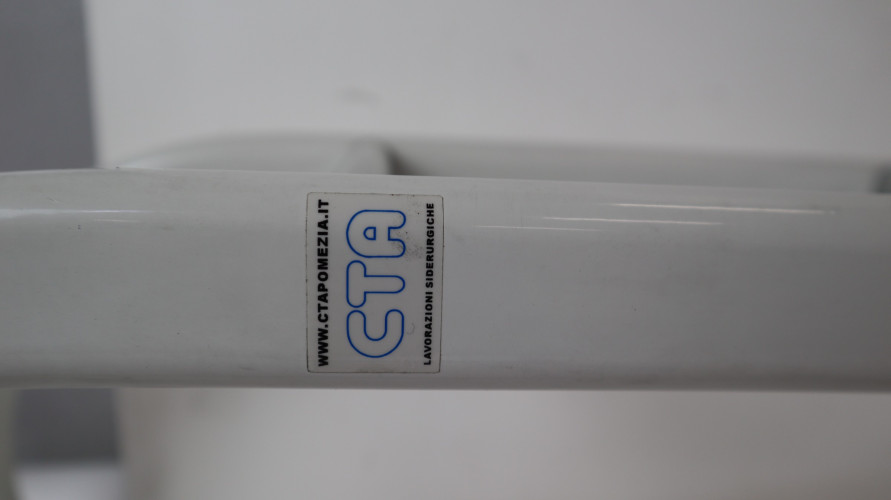 WWW.CTAPOMEZIA.IT
CTA
LAVORAZIONI SIDERURGICHE